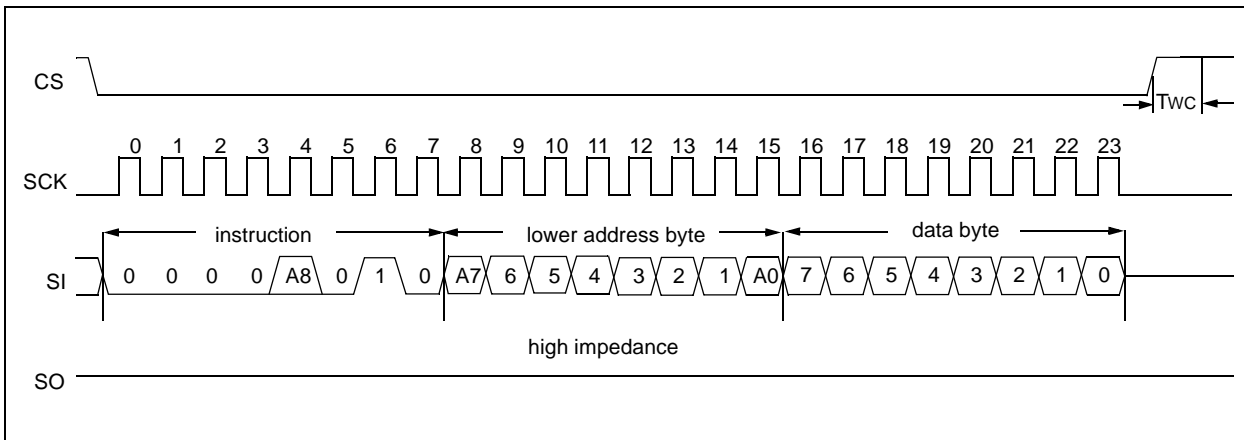 CS
TWC
0 1 2 3 4 5 6 7 8 9 10 11 12 13 14 15 16 17 18 19 20 21 22 23
SCK
instruction lower address byte data byte
SI 0 0 0 0 A8 0 1 0 A7 6 5 4 3 2 1 A0 7 6 5 4 3 2 1 0
high impedance
SO